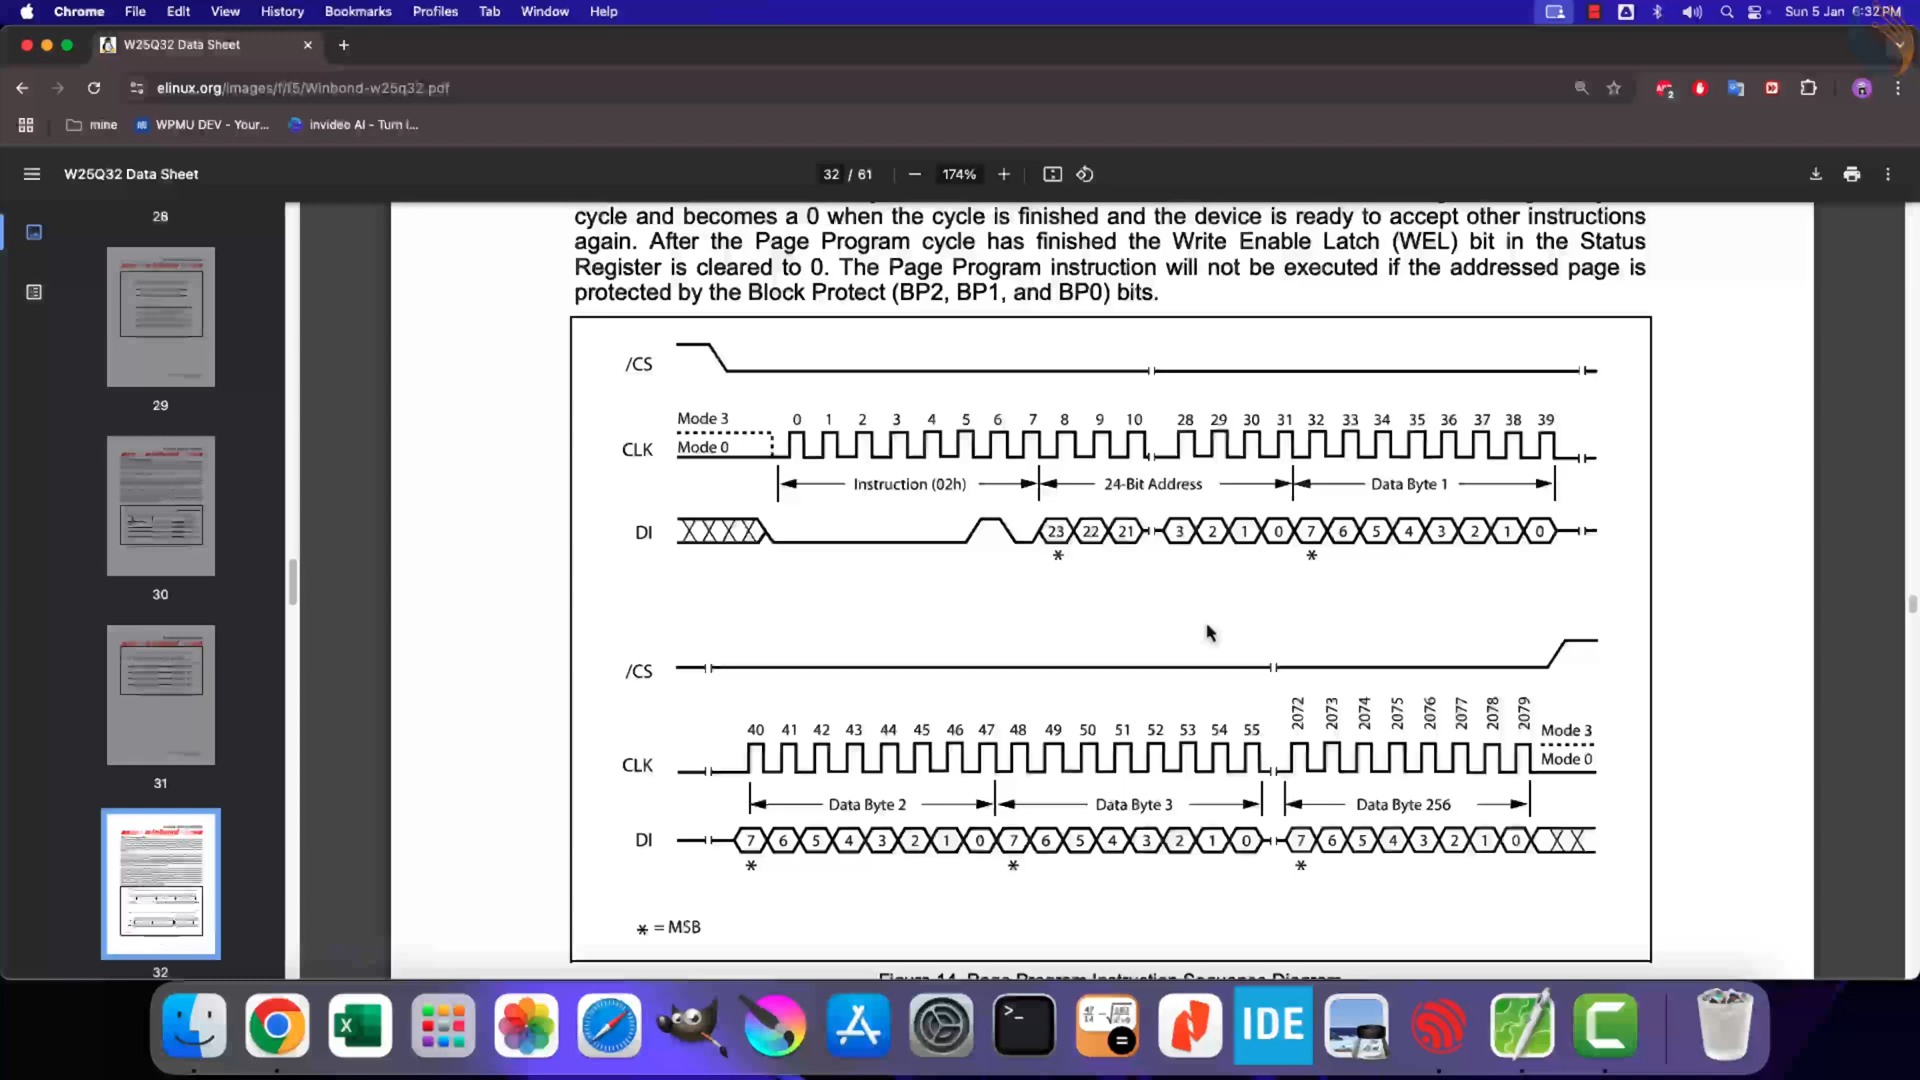 Chrome File Edit View History Bookmarks Profiles Tab Window Help Sun 5 Jan 6:32PM
W25Q32 Data Sheet
elinux.org/images/f/f5/Winbond-w25q32.pdf
mine WPMU DEV - Your... invideo AI - Turn i...
W25Q32 Data Sheet 32 / 61 174%
28
29
30
31
32
cycle and becomes a 0 when the cycle is finished and the device is ready to accept other instructions
again. After the Page Program cycle has finished the Write Enable Latch (WEL) bit in the Status
Register is cleared to 0. The Page Program instruction will not be executed if the addressed page is
protected by the Block Protect (BP2, BP1, and BP0) bits.
/CS
Mode 3 0 1 2 3 4 5 6 7 8 9 10 28 29 30 31 32 33 34 35 36 37 38 39
CLK Mode 0
Instruction (02h) 24-Bit Address Data Byte 1
DI 23 22 21 3 2 1 0 7 6 5 4 3 2 1 0
* *
/CS
2072 2073 2074 2075 2076 2077 2078 2079
40 41 42 43 44 45 46 47 48 49 50 51 52 53 54 55 Mode 3
CLK Mode 0
Data Byte 2 Data Byte 3 Data Byte 256
DI 7 6 5 4 3 2 1 0 7 6 5 4 3 2 1 0 7 6 5 4 3 2 1 0
* * *
* = MSB
Figure 14. Page Program Instruction Sequence Diagram
IDE